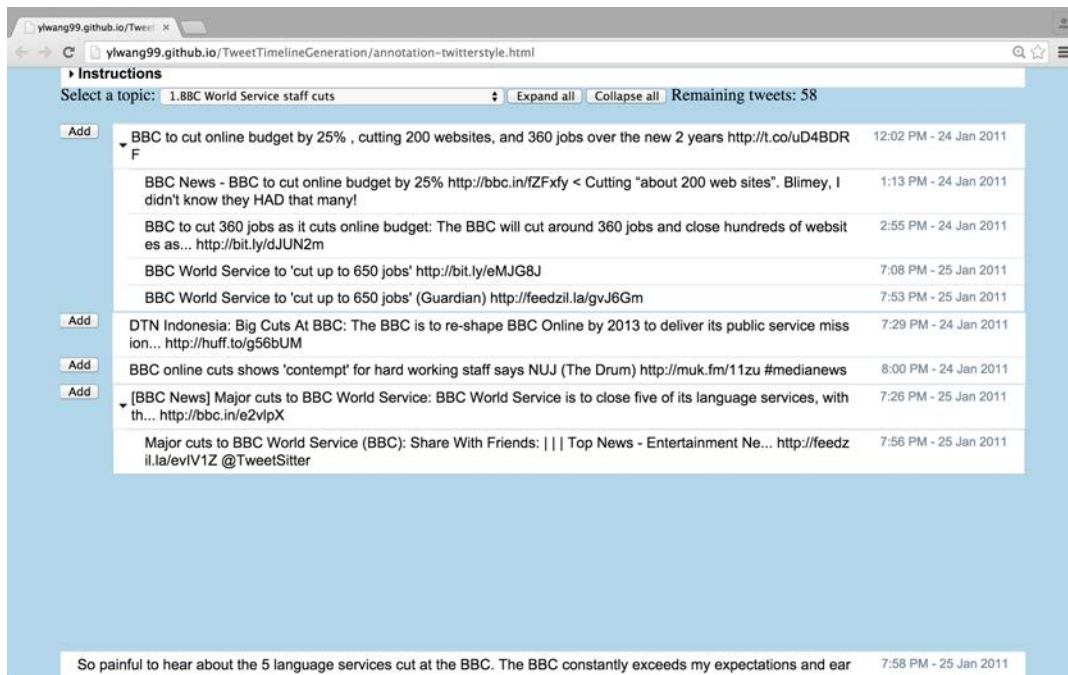 ylwang99.github.io/Tweet ×
ylwang99.github.io/TweetTimelineGeneration/annotation-twitterstyle.html
Instructions
Select a topic: 1.BBC World Service staff cuts Expand all Collapse all Remaining tweets: 58
Add
BBC to cut online budget by 25% , cutting 200 websites, and 360 jobs over the new 2 years http://t.co/uD4BDR 12:02 PM - 24 Jan 2011
F
BBC News - BBC to cut online budget by 25% http://bbc.in/fZFxfy < Cutting “about 200 web sites”. Blimey, I 1:13 PM - 24 Jan 2011
didn't know they HAD that many!
BBC to cut 360 jobs as it cuts online budget: The BBC will cut around 360 jobs and close hundreds of websit 2:55 PM - 24 Jan 2011
es as... http://bit.ly/dJUN2m
BBC World Service to 'cut up to 650 jobs' http://bit.ly/eMJG8J 7:08 PM - 25 Jan 2011
BBC World Service to 'cut up to 650 jobs' (Guardian) http://feedzil.la/gvJ6Gm 7:53 PM - 25 Jan 2011
Add
DTN Indonesia: Big Cuts At BBC: The BBC is to re-shape BBC Online by 2013 to deliver its public service miss 7:29 PM - 24 Jan 2011
ion... http://huff.to/g56bUM
Add
BBC online cuts shows 'contempt' for hard working staff says NUJ (The Drum) http://muk.fm/11zu #medianews 8:00 PM - 24 Jan 2011
Add
[BBC News] Major cuts to BBC World Service: BBC World Service is to close five of its language services, with 7:26 PM - 25 Jan 2011
th... http://bbc.in/e2vlpX
Major cuts to BBC World Service (BBC): Share With Friends: | | | Top News - Entertainment Ne... http://feedz 7:56 PM - 25 Jan 2011
il.la/evIV1Z @TweetSitter
So painful to hear about the 5 language services cut at the BBC. The BBC constantly exceeds my expectations and ear 7:58 PM - 25 Jan 2011